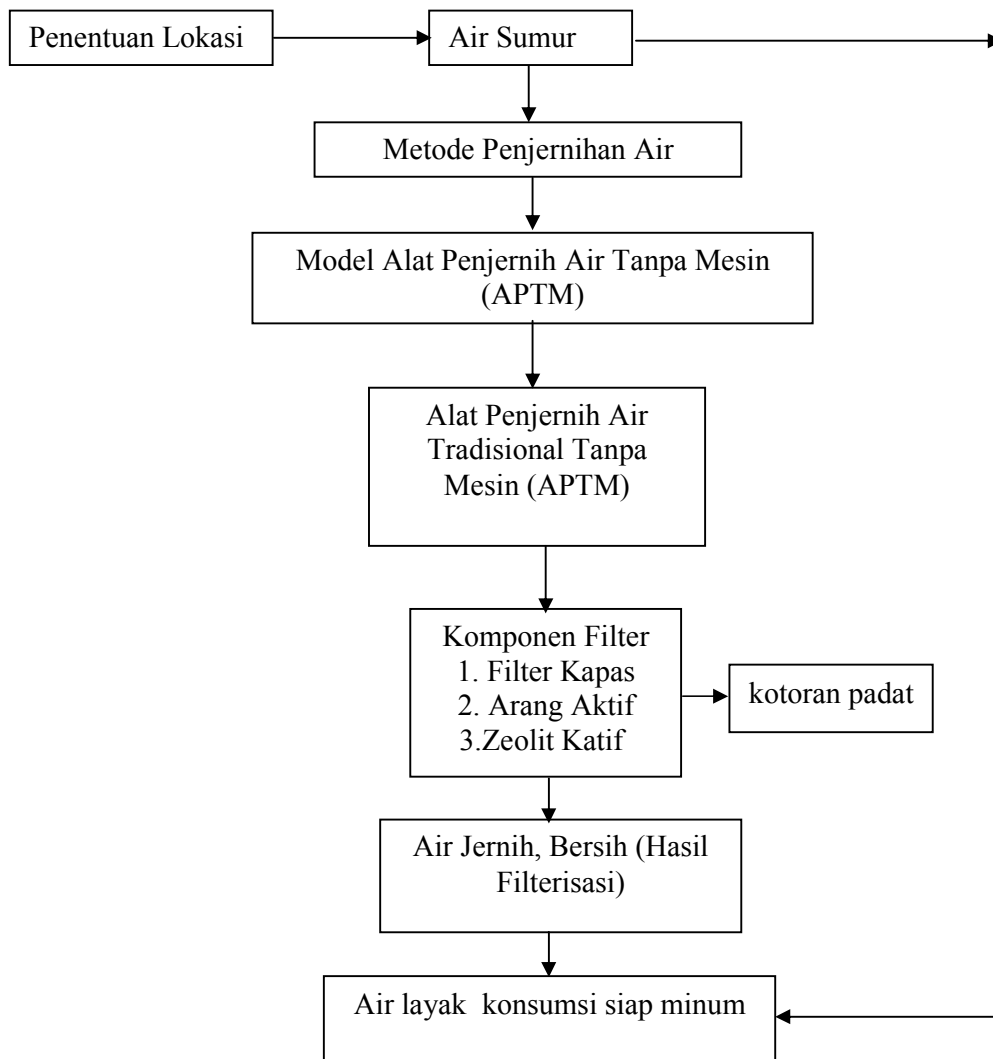 Penentuan Lokasi
Air Sumur
Metode Penjernihan Air
Model Alat Penjernih Air Tanpa Mesin
(APTM)
Alat Penjernih Air
Tradisional Tanpa
Mesin (APTM)
Komponen Filter
1. Filter Kapas
2. Arang Aktif
3.Zeolit Katif
kotoran padat
Air Jernih, Bersih (Hasil
Filterisasi)
Air layak konsumsi siap minum